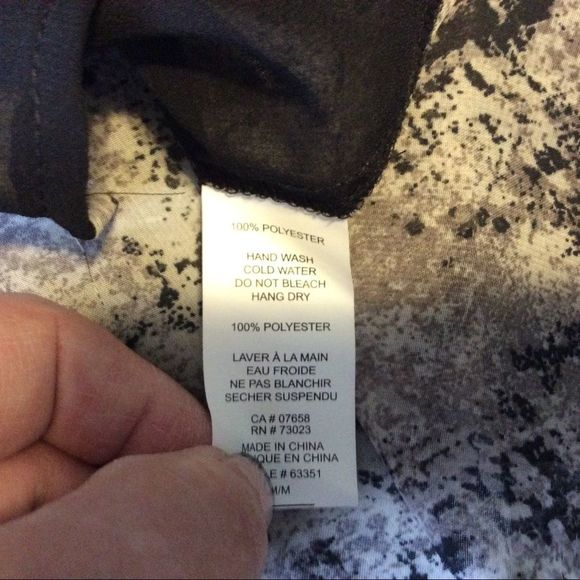 100% POLYESTER
HAND WASH
COLD WATER
DO NOT BLEACH
HANG DRY
100% POLYESTER
LAVER À LA MAIN
EAU FROIDE
NE PAS BLANCHIR
SECHER SUSPENDU
CA # 07658
RN # 73023
MADE IN CHINA
EN CHINA
# 63351
M/M